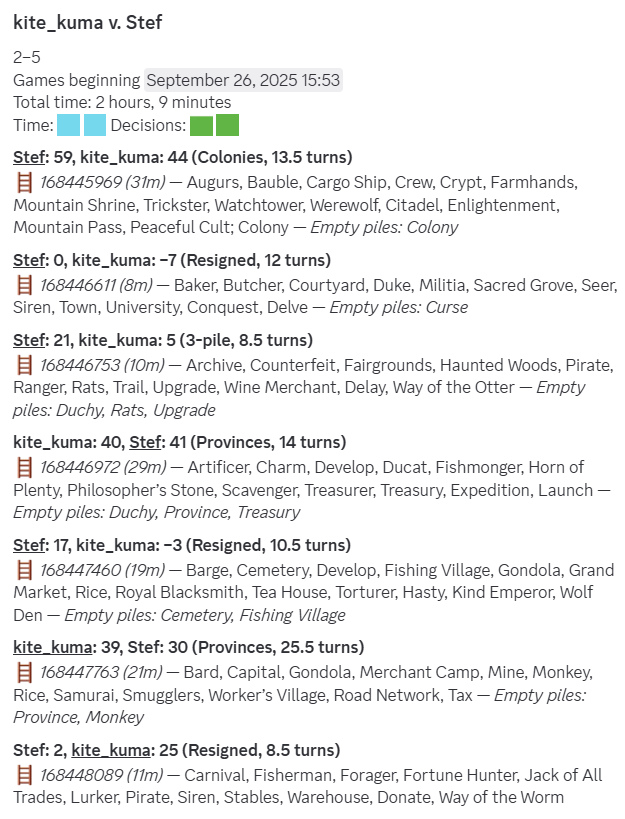 kite_kuma v. Stef
2–5
Games beginning September 26, 2025 15:53
Total time: 2 hours, 9 minutes
Time: Decisions:
Stef: 59, kite_kuma: 44 (Colonies, 13.5 turns)
168445969 (31m) — Augurs, Bauble, Cargo Ship, Crew, Crypt, Farmhands,
Mountain Shrine, Trickster, Watchtower, Werewolf, Citadel, Enlightenment,
Mountain Pass, Peaceful Cult; Colony — Empty piles: Colony
Stef: 0, kite_kuma: −7 (Resigned, 12 turns)
168446611 (8m) — Baker, Butcher, Courtyard, Duke, Militia, Sacred Grove, Seer,
Siren, Town, University, Conquest, Delve — Empty piles: Curse
Stef: 21, kite_kuma: 5 (3-pile, 8.5 turns)
168446753 (10m) — Archive, Counterfeit, Fairgrounds, Haunted Woods, Pirate,
Ranger, Rats, Trail, Upgrade, Wine Merchant, Delay, Way of the Otter — Empty
piles: Duchy, Rats, Upgrade
kite_kuma: 40, Stef: 41 (Provinces, 14 turns)
168446972 (29m) — Artificer, Charm, Develop, Ducat, Fishmonger, Horn of
Plenty, Philosopher’s Stone, Scavenger, Treasurer, Treasury, Expedition, Launch —
Empty piles: Duchy, Province, Treasury
Stef: 17, kite_kuma: −3 (Resigned, 10.5 turns)
168447460 (19m) — Barge, Cemetery, Develop, Fishing Village, Gondola, Grand
Market, Rice, Royal Blacksmith, Tea House, Torturer, Hasty, Kind Emperor, Wolf
Den — Empty piles: Cemetery, Fishing Village
kite_kuma: 39, Stef: 30 (Provinces, 25.5 turns)
168447763 (21m) — Bard, Capital, Gondola, Merchant Camp, Mine, Monkey,
Rice, Samurai, Smugglers, Worker’s Village, Road Network, Tax — Empty piles:
Province, Monkey
Stef: 2, kite_kuma: 25 (Resigned, 8.5 turns)
168448089 (11m) — Carnival, Fisherman, Forager, Fortune Hunter, Jack of All
Trades, Lurker, Pirate, Siren, Stables, Warehouse, Donate, Way of the Worm